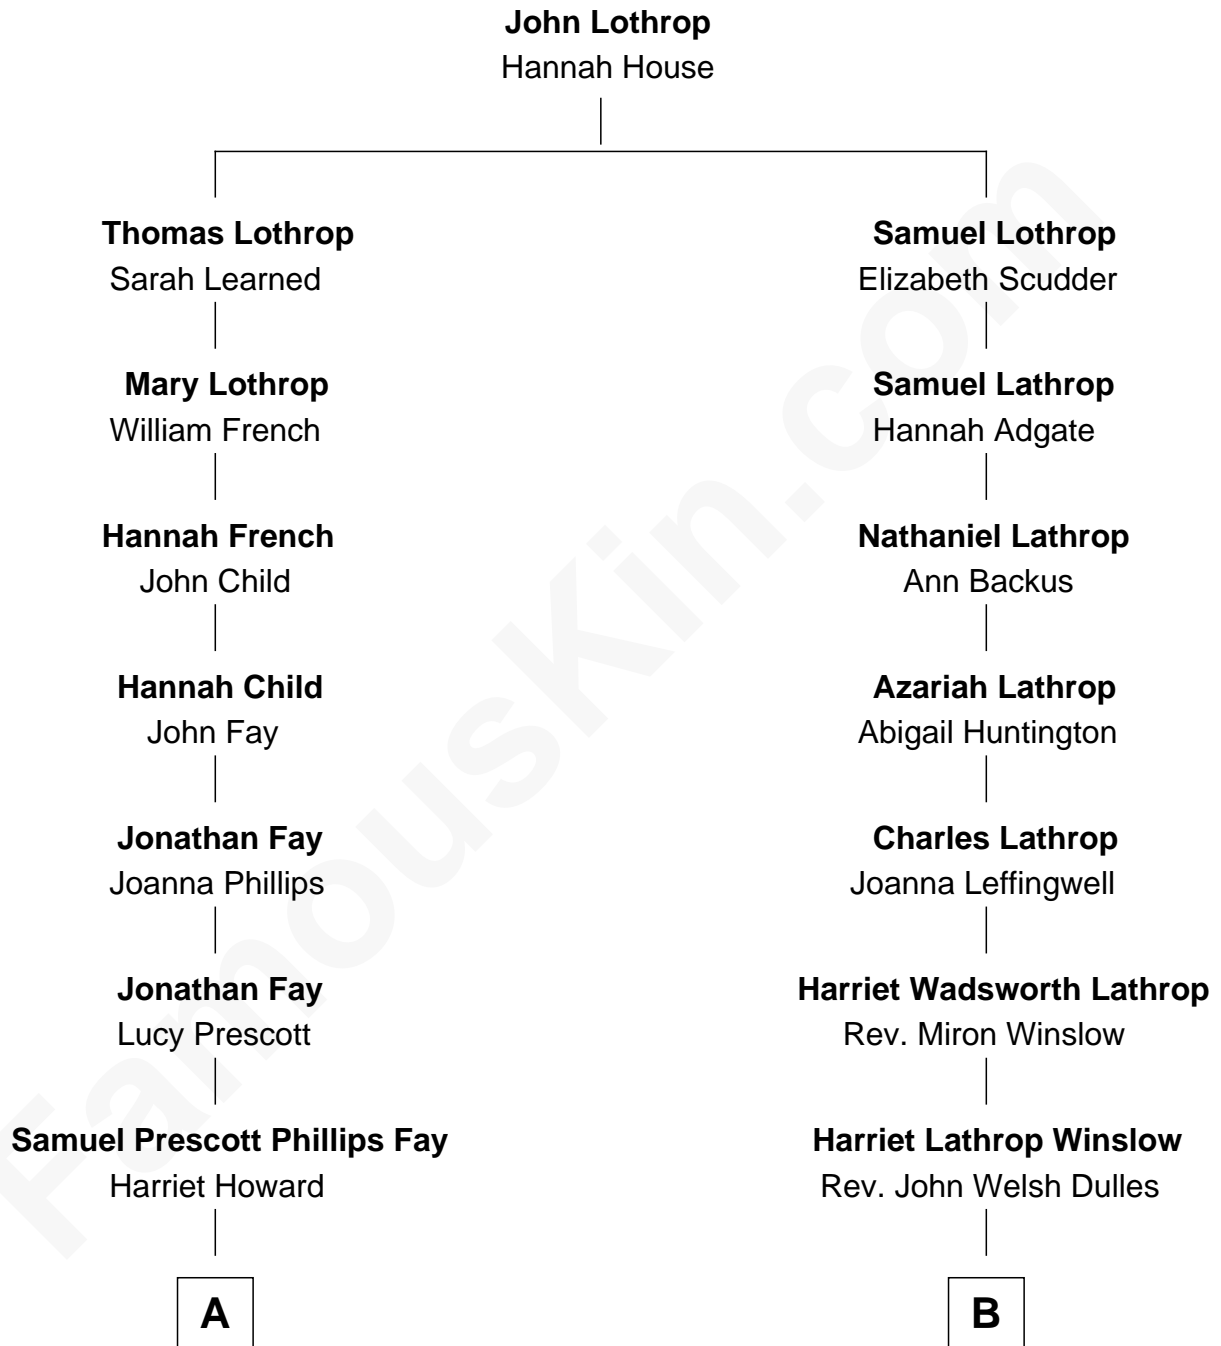 John Lothrop
Hannah House
Thomas Lothrop
Sarah Learned
Samuel Lothrop
Elizabeth Scudder
Mary Lothrop
William French
Samuel Lathrop
Hannah Adgate
Hannah French
John Child
Nathaniel Lathrop
Ann Backus
Hannah Child
John Fay
Azariah Lathrop
Abigail Huntington
Jonathan Fay
Joanna Phillips
Charles Lathrop
Joanna Leffingwell
Jonathan Fay
Lucy Prescott
Harriet Wadsworth Lathrop
Rev. Miron Winslow
Samuel Prescott Phillips Fay
Harriet Howard
Harriet Lathrop Winslow
Rev. John Welsh Dulles
A
B
FamousKin.com